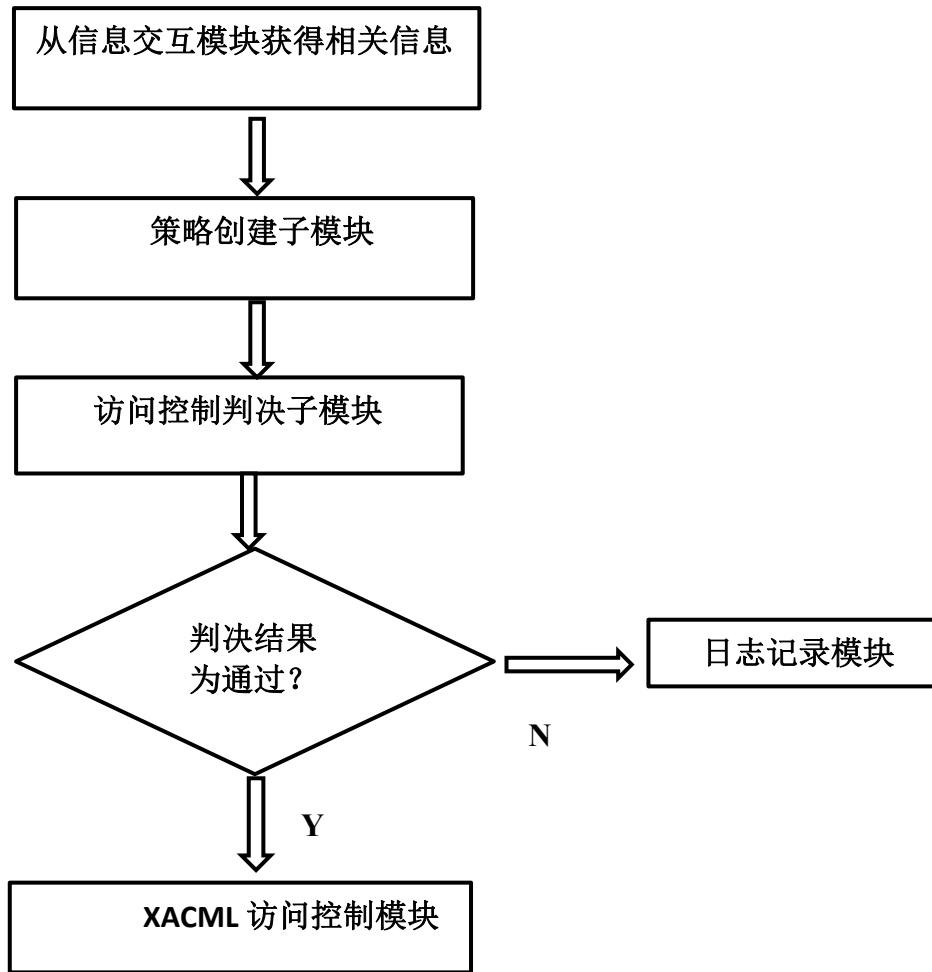 从信息交互模块获得相关信息
策略创建子模块
访问控制判决子模块
判决结果
为通过？
日志记录模块
N
Y
XACML 访问控制模块